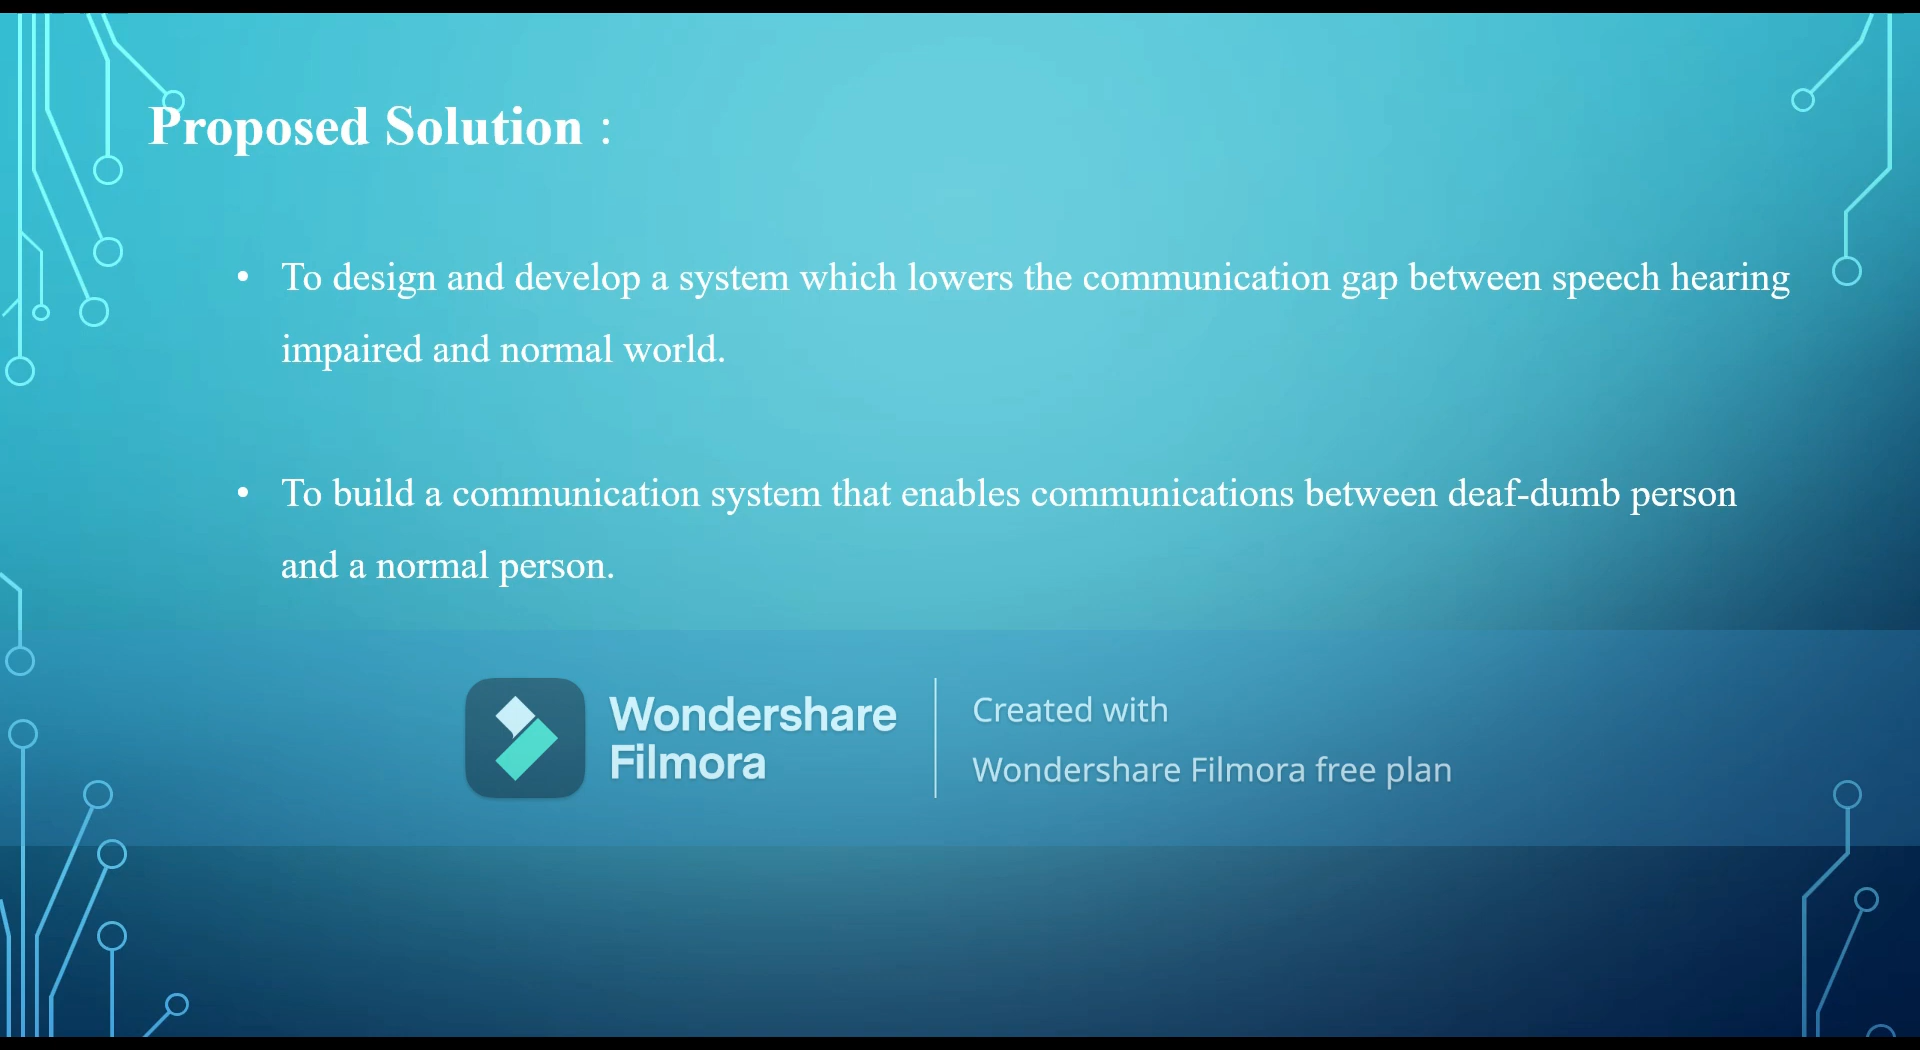 Proposed Solution :
• To design and develop a system which lowers the communication gap between speech hearing
impaired and normal world.
• To build a communication system that enables communications between deaf-dumb person
and a normal person.
Wondershare
Filmora
Created with
Wondershare Filmora free plan